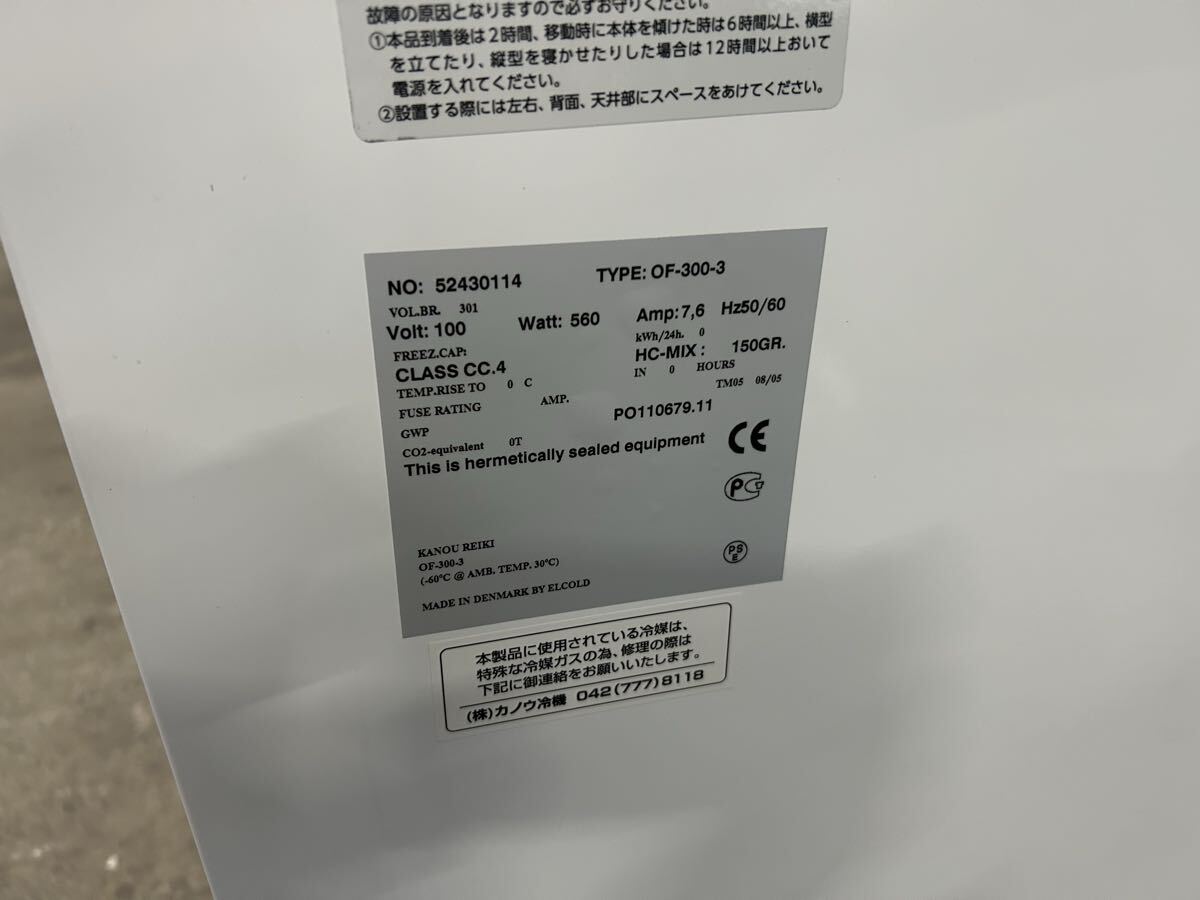 故障の原因となりますので必ずお守りください。
①本品到着後は2時間、移動時に本体を傾けた時は6時間以上、横型
を立てたり、縦型を寝かせたりした場合は12時間以上おいて
電源を入れてください。
②設置する際には左右、背面、天井部にスペースをあけてください。
NO: 52430114 TYPE: OF-300-3
VOL.BR. 301
Volt: 100 Watt: 560 Amp: 7,6 Hz50/60
FREEZ.CAP: kWh/24h. 0
CLASS CC.4 HC-MIX : 150GR.
TEMP.RISE TO 0 C IN 0 HOURS
FUSE RATING AMP. TM05 08/05
GWP PO110679.11
CO2-equivalent 0T
This is hermetically sealed equipment CE
PG
KANOU REIKI
OF-300-3
(-60°C @ AMB. TEMP. 30°C)
PS
E
MADE IN DENMARK BY ELCOLD
本製品に使用されている冷媒は、
特殊な冷媒ガスの為、修理の際は
下記に御連絡をお願いいたします。
(株)カノウ冷機 042(777)8118